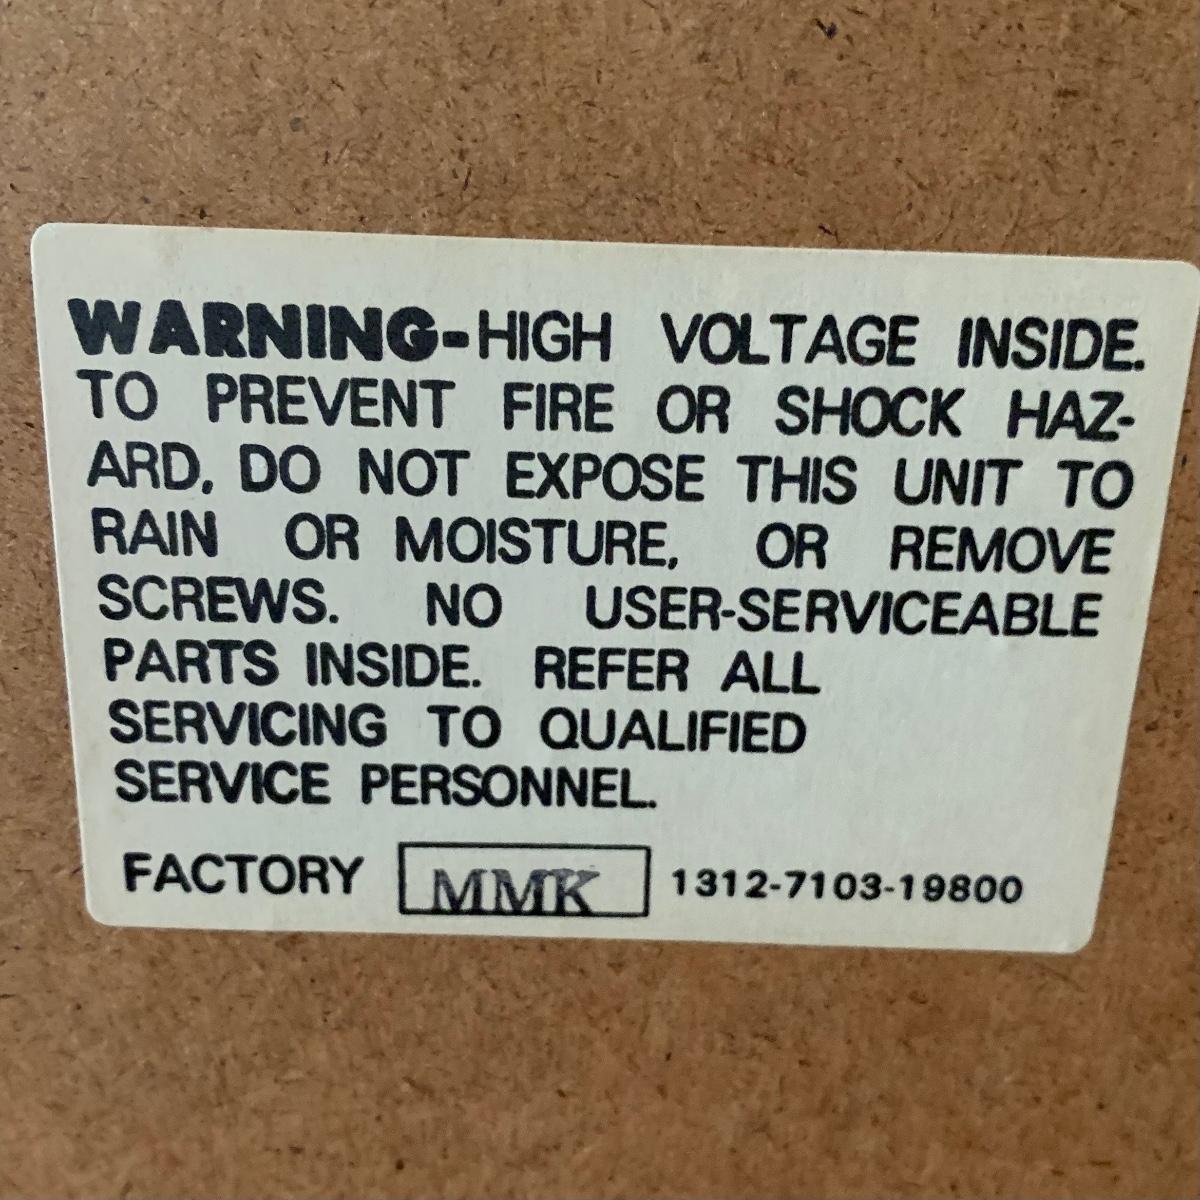 WARNING-HIGH VOLTAGE INSIDE.
TO PREVENT FIRE OR SHOCK HAZ-
ARD, DO NOT EXPOSE THIS UNIT TO
RAIN OR MOISTURE, OR REMOVE
SCREWS. NO USER-SERVICEABLE
PARTS INSIDE. REFER ALL
SERVICING TO QUALIFIED
SERVICE PERSONNEL.
FACTORY MMK 1312-7103-19800